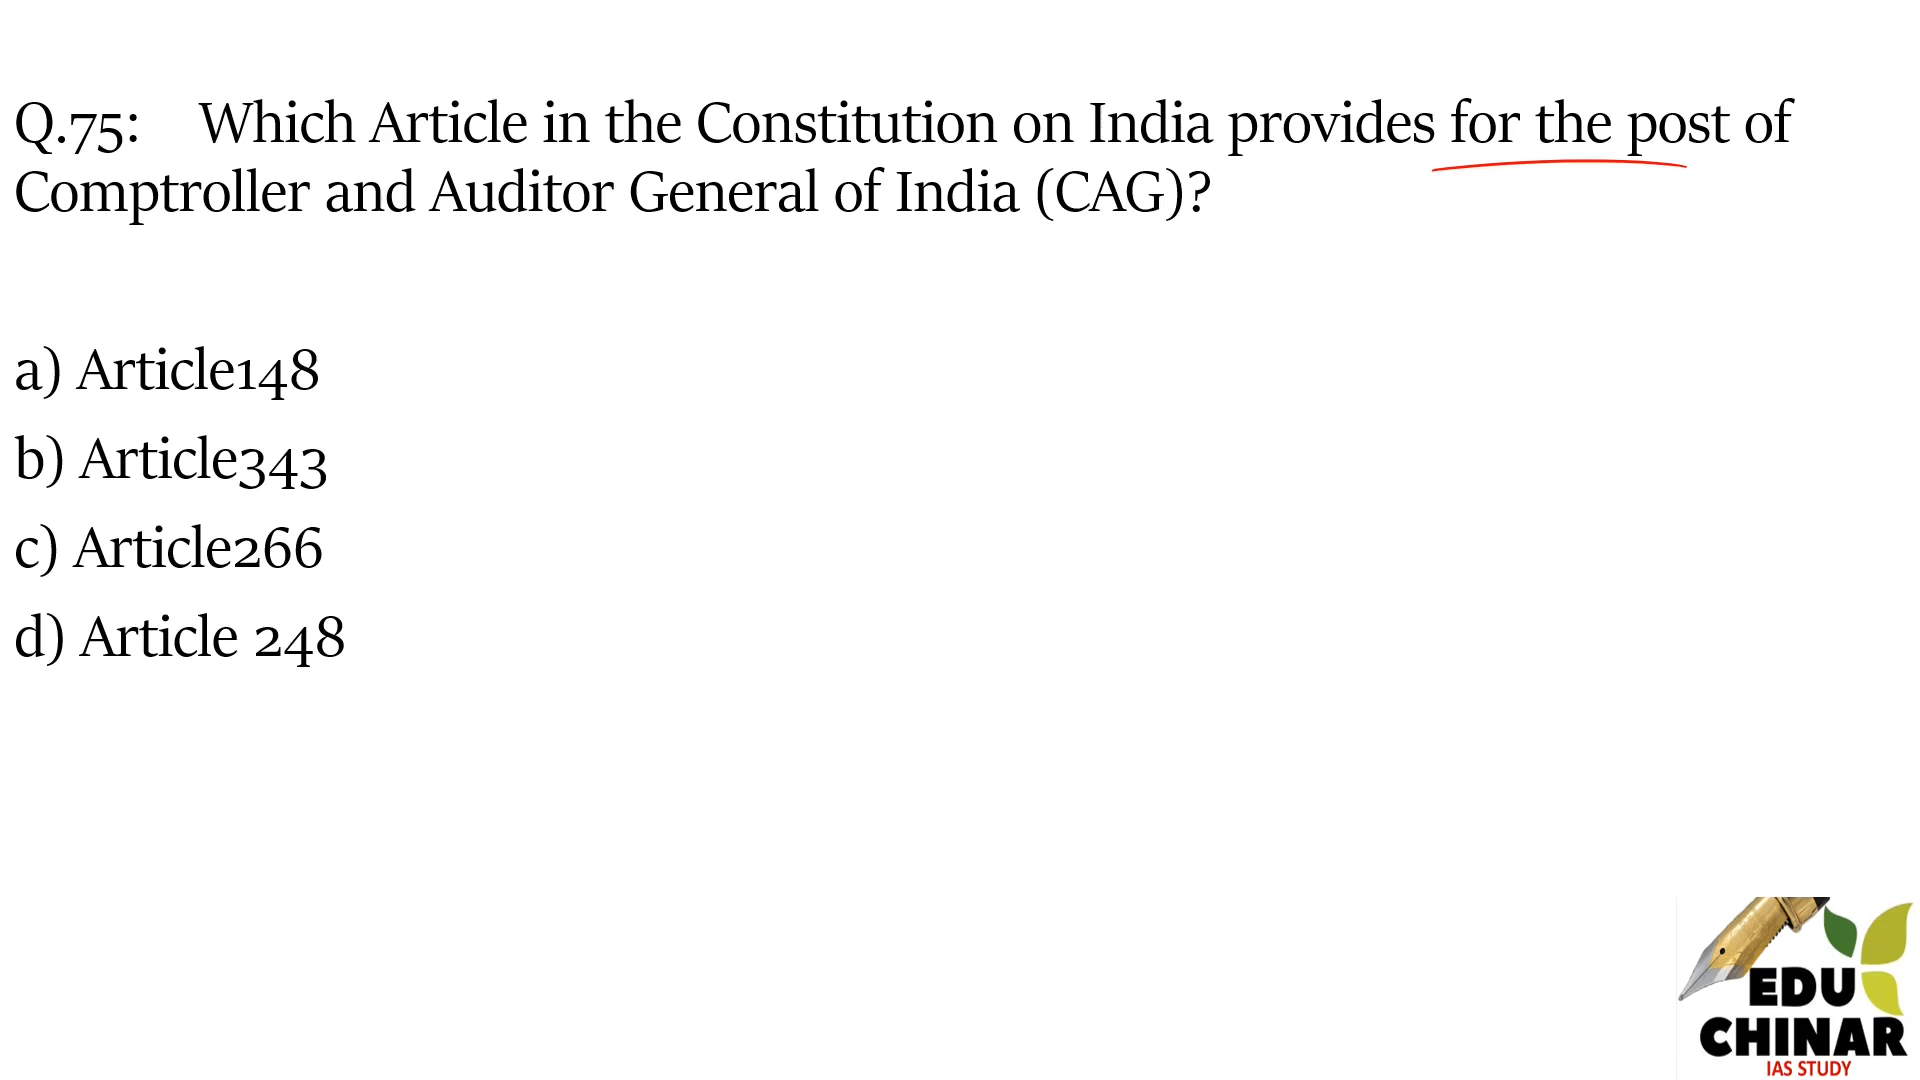 Q.75: Which Article in the Constitution on India provides for the post of
Comptroller and Auditor General of India (CAG)?
a) Article148
b) Article343
c) Article266
d) Article 248
EDU
CHINAR
IAS STUDY